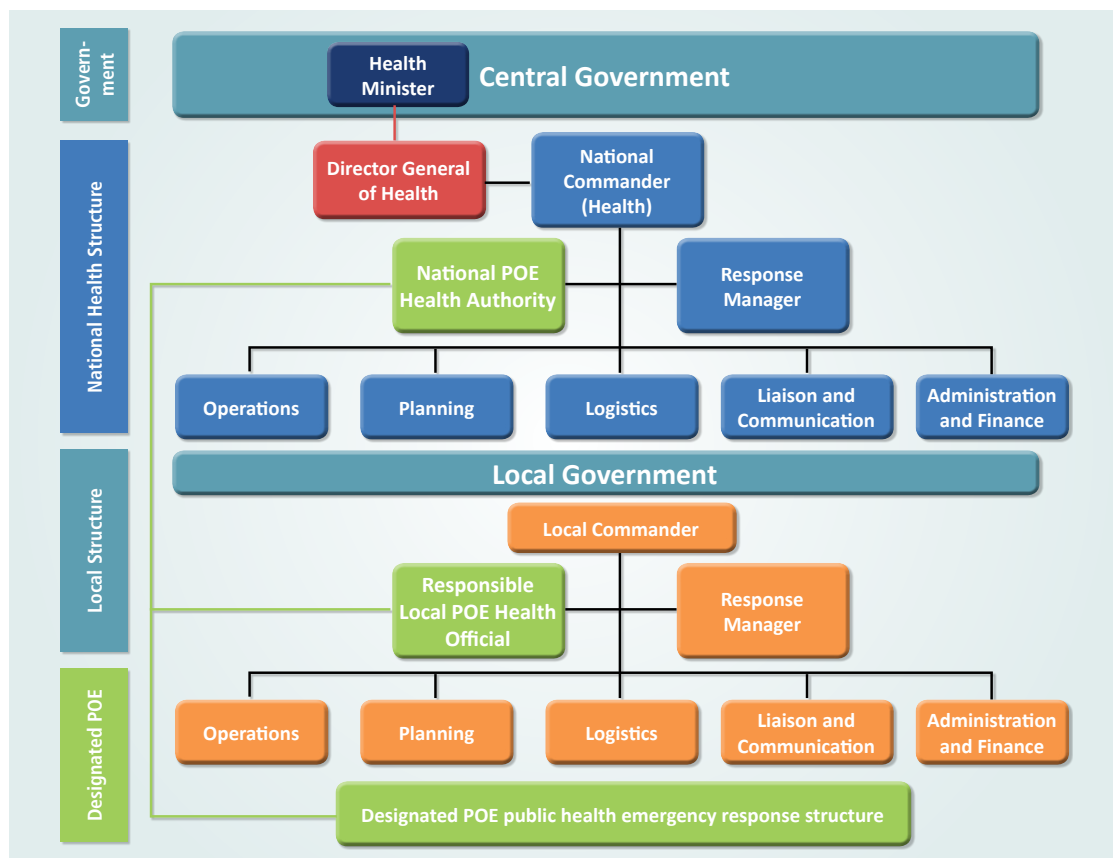 Govern-
ment
Health
Minister
Central Government
National Health Structure
Director General
of Health
National
Commander
(Health)
National POE
Health Authority
Response
Manager
Operations
Planning
Logistics
Liaison and
Communication
Administration
and Finance
Local Government
Local Structure
Local Commander
Responsible
Local POE Health
Official
Response
Manager
Designated POE
Operations
Planning
Logistics
Liaison and
Communication
Administration
and Finance
Designated POE public health emergency response structure